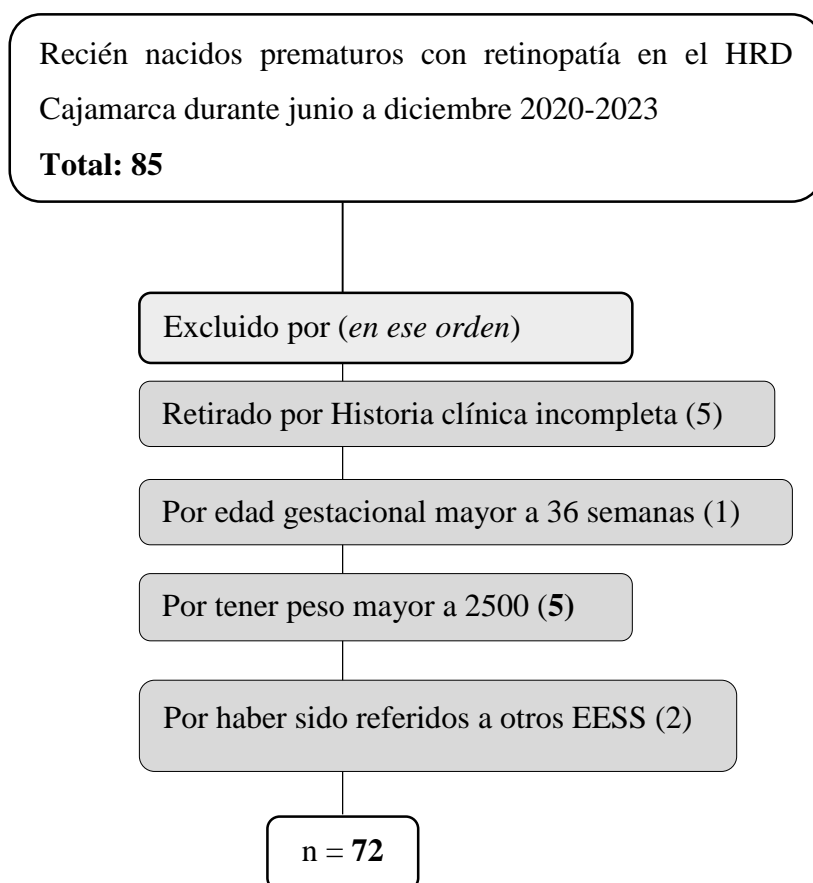 Recién nacidos prematuros con retinopatía en el HRD
Cajamarca durante junio a diciembre 2020-2023
Total: 85
Excluido por (en ese orden)
Retirado por Historia clínica incompleta (5)
Por edad gestacional mayor a 36 semanas (1)
Por tener peso mayor a 2500 (5)
Por haber sido referidos a otros EESS (2)
n = 72